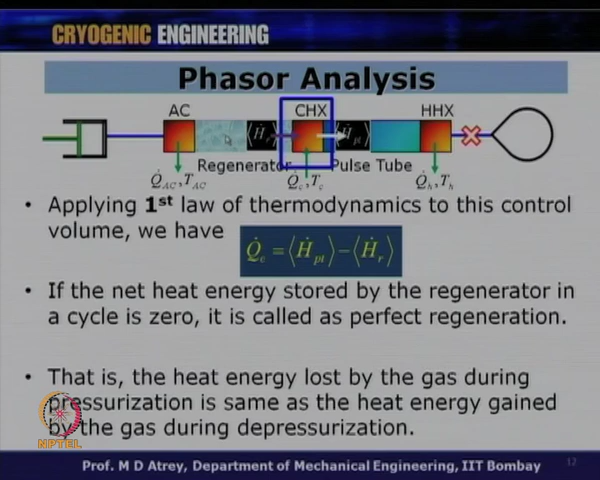 CRYOGENIC ENGINEERING
Phasor Analysis
AC CHX HHX
⟨Ḣr⟩ ⟨Ḣpt⟩
Regenerator Pulse Tube
Q̇AC, TAC Q̇c, Tc Q̇h, Th
• Applying 1st law of thermodynamics to this control
volume, we have
Q̇c = ⟨Ḣpt⟩ − ⟨Ḣr⟩
• If the net heat energy stored by the regenerator in
a cycle is zero, it is called as perfect regeneration.
• That is, the heat energy lost by the gas during
pressurization is same as the heat energy gained
by the gas during depressurization.
NPTEL
Prof. M D Atrey, Department of Mechanical Engineering, IIT Bombay
12